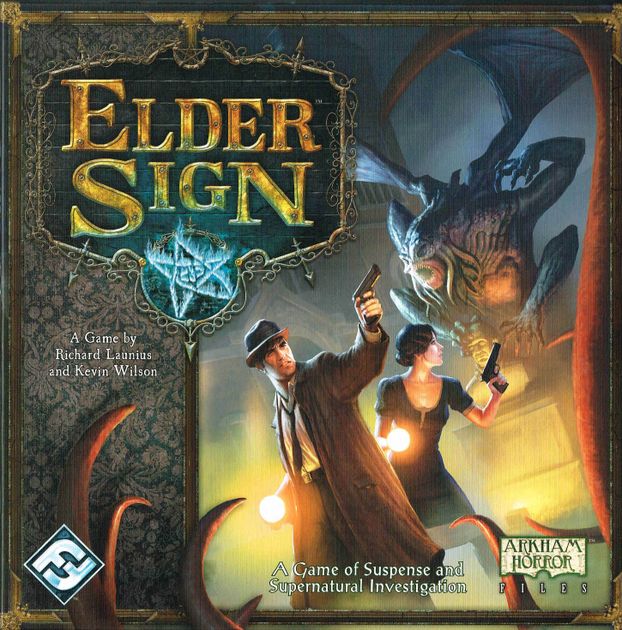 ELDER
SIGN
A Game by
Richard Launius
and Kevin Wilson
A Game of Suspense and
Supernatural Investigation
ARKHAM
HORROR
FILES